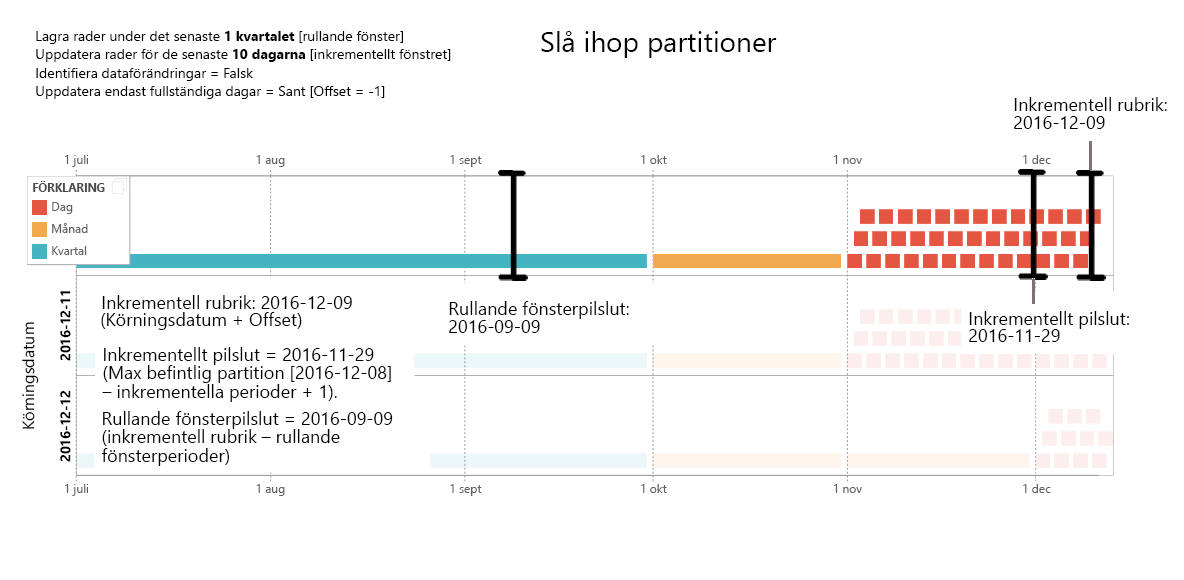 Lagra rader under det senaste 1 kvartalet [rullande fönster]
Uppdatera rader för de senaste 10 dagarna [inkrementellt fönstret]
Identifiera dataförändringar = Falsk
Uppdatera endast fullständiga dagar = Sant [Offset = -1]
Slå ihop partitioner
Inkrementell rubrik:
2016-12-09
1 juli
1 aug
1 sept
1 okt
1 nov
1 dec
FÖRKLARING
Dag
Månad
Kvartal
Körningsdatum
2016-12-11
2016-12-12
Inkrementell rubrik: 2016-12-09
(Körningsdatum + Offset)
Inkrementellt pilslut = 2016-11-29
(Max befintlig partition [2016-12-08]
– inkrementella perioder + 1).
Rullande fönsterpilslut = 2016-09-09
(inkrementell rubrik – rullande
fönsterperioder)
Rullande fönsterpilslut:
2016-09-09
Inkrementellt pilslut:
2016-11-29
1 juli
1 aug
1 sept
1 okt
1 nov
1 dec